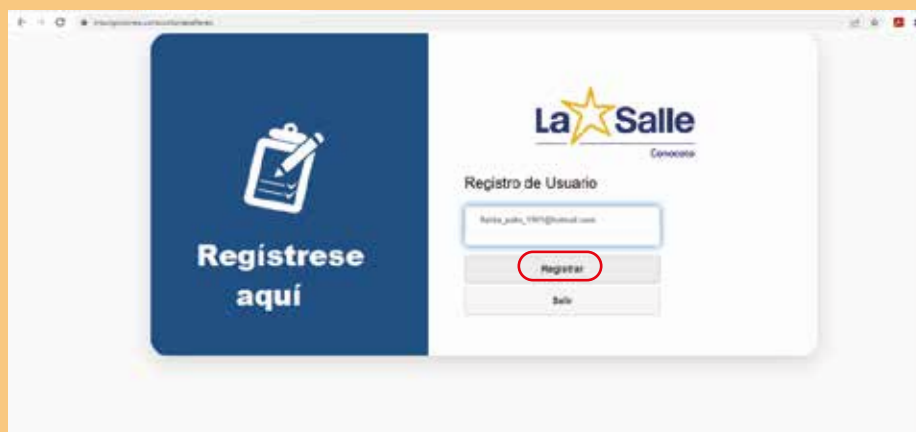 La Salle
Conocoto
Registro de Usuario
Regístrese
aquí
Registrar
Salir